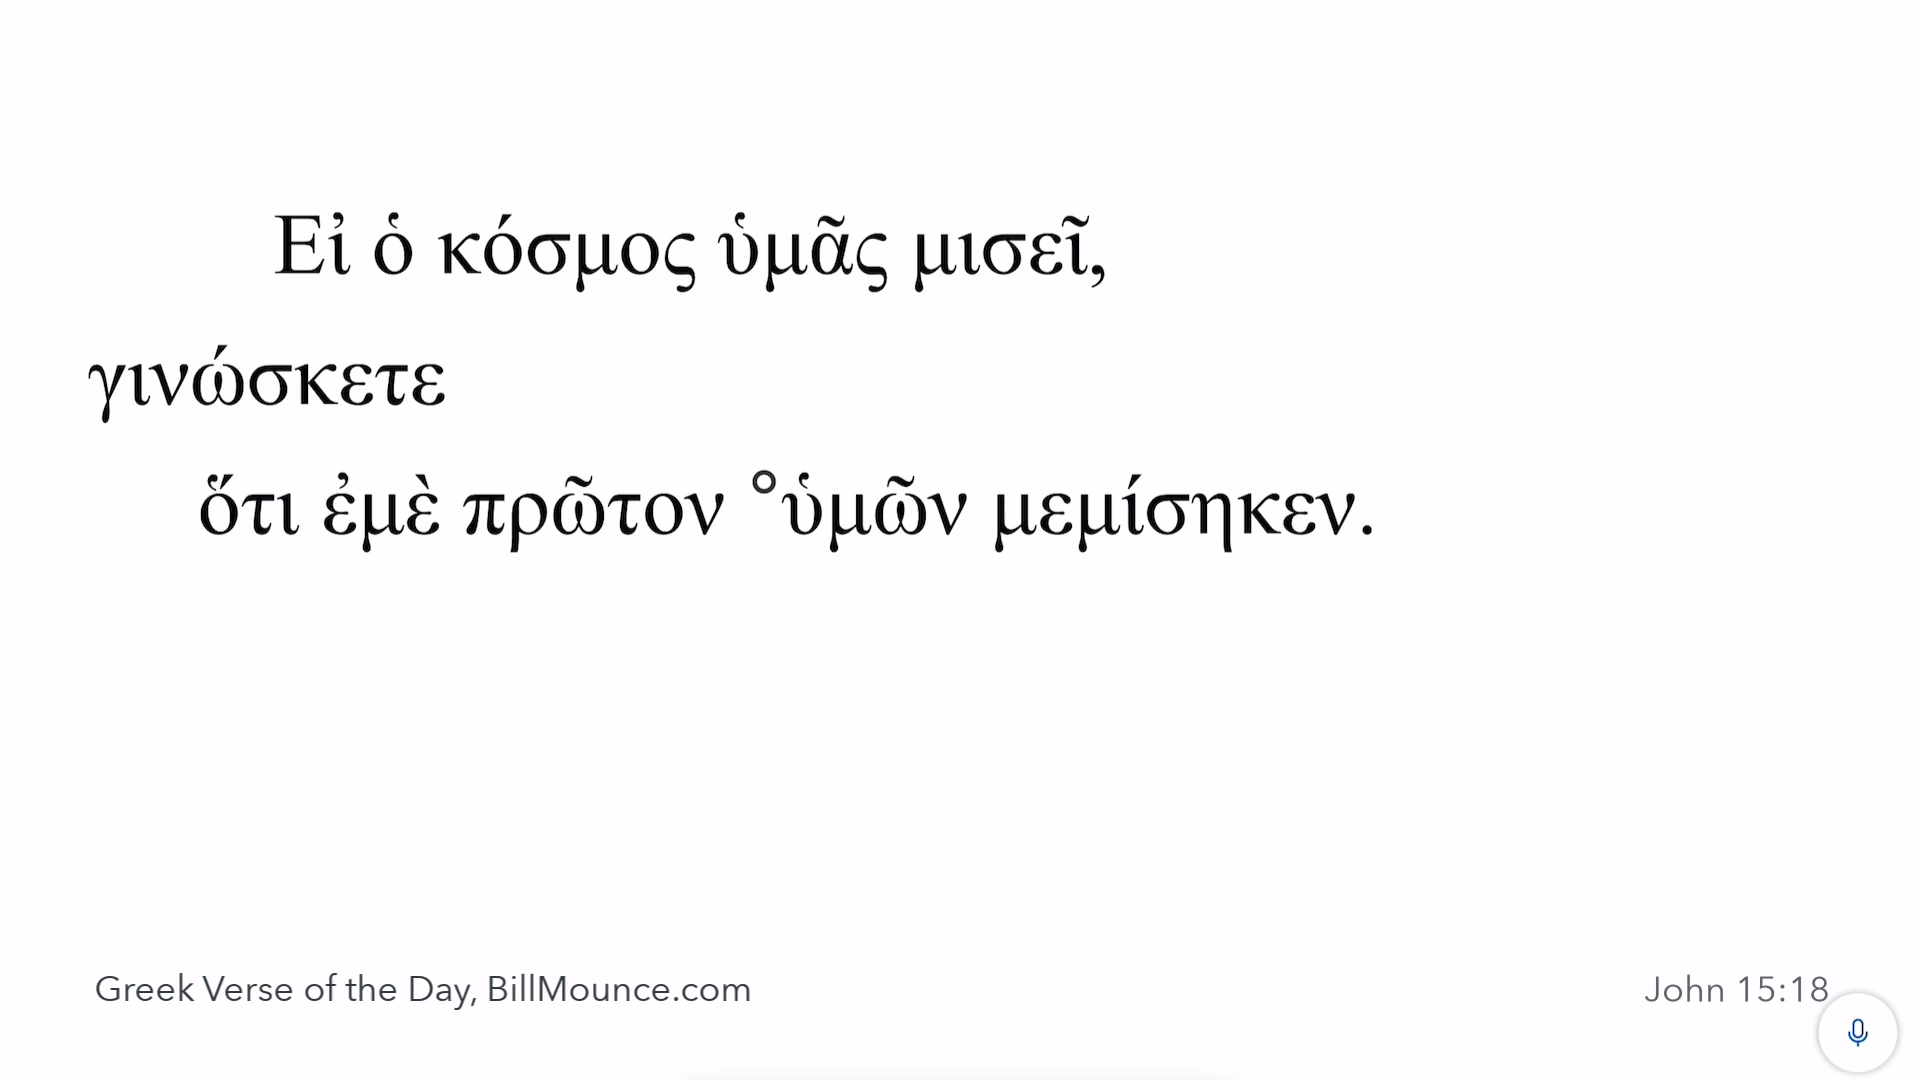 Εἰ ὁ κόσμος ὑμᾶς μισεῖ,
γινώσκετε
ὅτι ἐμὲ πρῶτον °ὑμῶν μεμίσηκεν.
Greek Verse of the Day, BillMounce.com
John 15:18